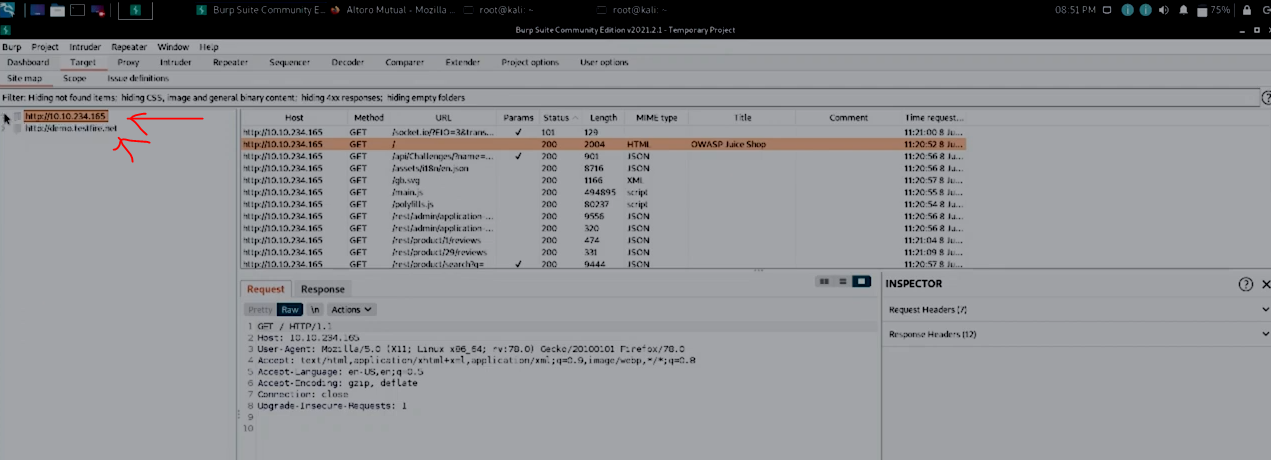 Burp Suite Community E... Altoro Mutual - Mozilla ... root@kali: ~ root@kali: ~ 08:51 PM 75%
Burp Suite Community Edition v2021.2.1 - Temporary Project
Burp Project Intruder Repeater Window Help
Dashboard Target Proxy Intruder Repeater Sequencer Decoder Comparer Extender Project options User options
Site map Scope Issue definitions
Filter: Hiding not found items; hiding CSS, image and general binary content; hiding 4xx responses; hiding empty folders
http://10.10.234.165
http://demo.testfire.net
Host Method URL Params Status Length MIME type Title Comment Time request...
http://10.10.234.165 GET /socket.io/?EIO=3&trans... ✓ 101 129 11:21:00 8 Ju...
http://10.10.234.165 GET / 200 2004 HTML OWASP Juice Shop 11:20:52 8 Ju...
http://10.10.234.165 GET /api/Challenges/?name=... ✓ 200 901 JSON 11:20:56 8 Ju...
http://10.10.234.165 GET /assets/i18n/en.json 200 8716 JSON 11:20:56 8 Ju...
http://10.10.234.165 GET /gb.svg 200 1166 XML 11:20:57 8 Ju...
http://10.10.234.165 GET /main.js 200 494895 script 11:20:55 8 Ju...
http://10.10.234.165 GET /polyfills.js 200 80237 script 11:20:54 8 Ju...
http://10.10.234.165 GET /rest/admin/application-... 200 9556 JSON 11:20:56 8 Ju...
http://10.10.234.165 GET /rest/admin/application-... 200 320 JSON 11:20:56 8 Ju...
http://10.10.234.165 GET /rest/product/1/reviews 200 474 JSON 11:21:04 8 Ju...
http://10.10.234.165 GET /rest/product/29/reviews 200 331 JSON 11:21:09 8 Ju...
http://10.10.234.165 GET /rest/product/search?q= ✓ 200 9444 JSON 11:20:57 8 Ju...
Request Response
Pretty Raw \n Actions
1 GET / HTTP/1.1
2 Host: 10.10.234.165
3 User-Agent: Mozilla/5.0 (X11; Linux x86_64; rv:78.0) Gecko/20100101 Firefox/78.0
4 Accept: text/html,application/xhtml+xml,application/xml;q=0.9,image/webp,*/*;q=0.8
5 Accept-Language: en-US,en;q=0.5
6 Accept-Encoding: gzip, deflate
7 Connection: close
8 Upgrade-Insecure-Requests: 1
9
10
INSPECTOR
Request Headers (7)
Response Headers (12)